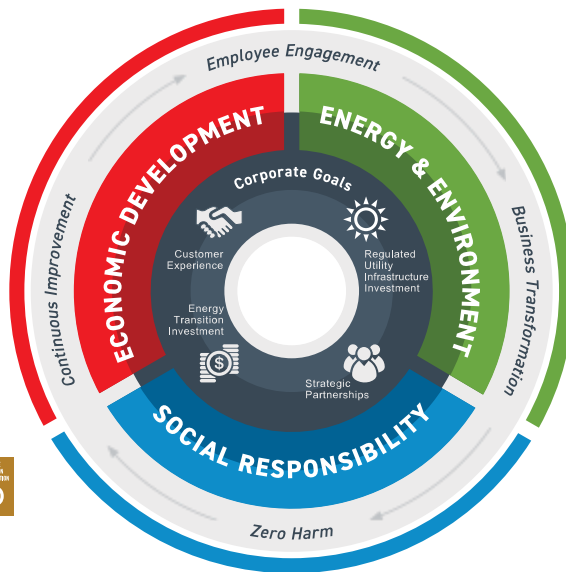 Employee Engagement
ECONOMIC DEVELOPMENT
ENERGY & ENVIRONMENT
Corporate Goals
Continuous Improvement
Business Transformation
Customer
Experience
Regulated
Utility
Infrastructure
Investment
Energy
Transition
Investment
$
Strategic
Partnerships
SOCIAL RESPONSIBILITY
Zero Harm